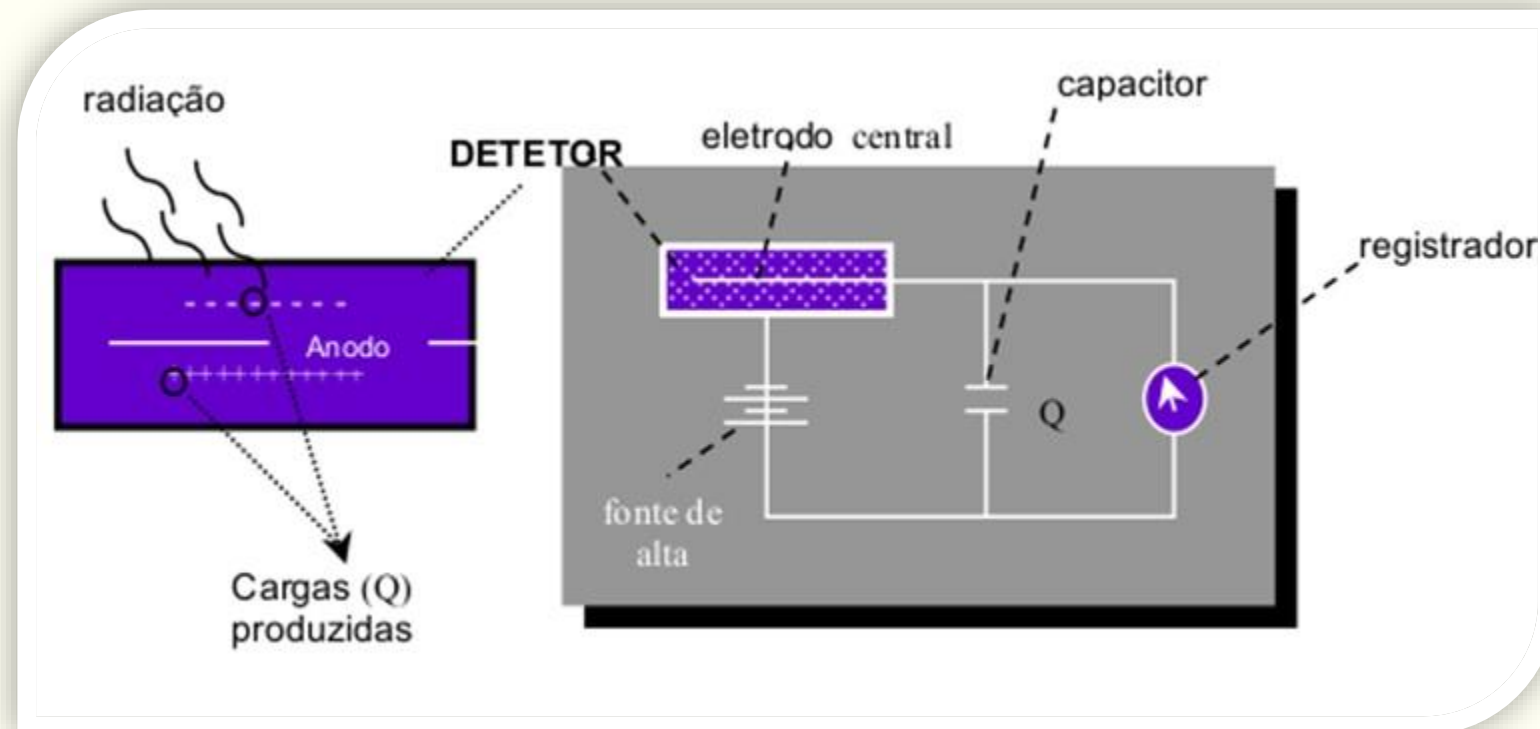 radiação
DETETOR
eletrodo central
capacitor
registrador
Anodo
Q
fonte de
alta
Cargas (Q)
produzidas